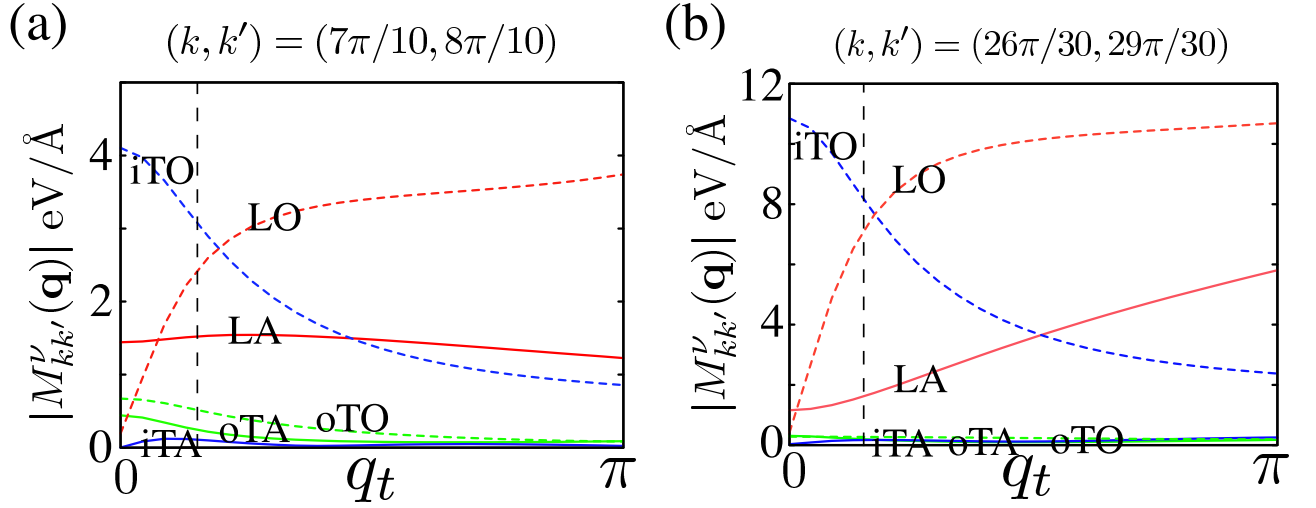 (a)
(k, k′) = (7π/10, 8π/10)
|M^ν_{kk′}(q)| eV/Å
4
2
0
iTO
LO
LA
oTO
oTA
iTA
0
q_t
π
(b)
(k, k′) = (26π/30, 29π/30)
|M^ν_{kk′}(q)| eV/Å
12
8
4
0
iTO
LO
LA
iTA
oTA
oTO
0
q_t
π